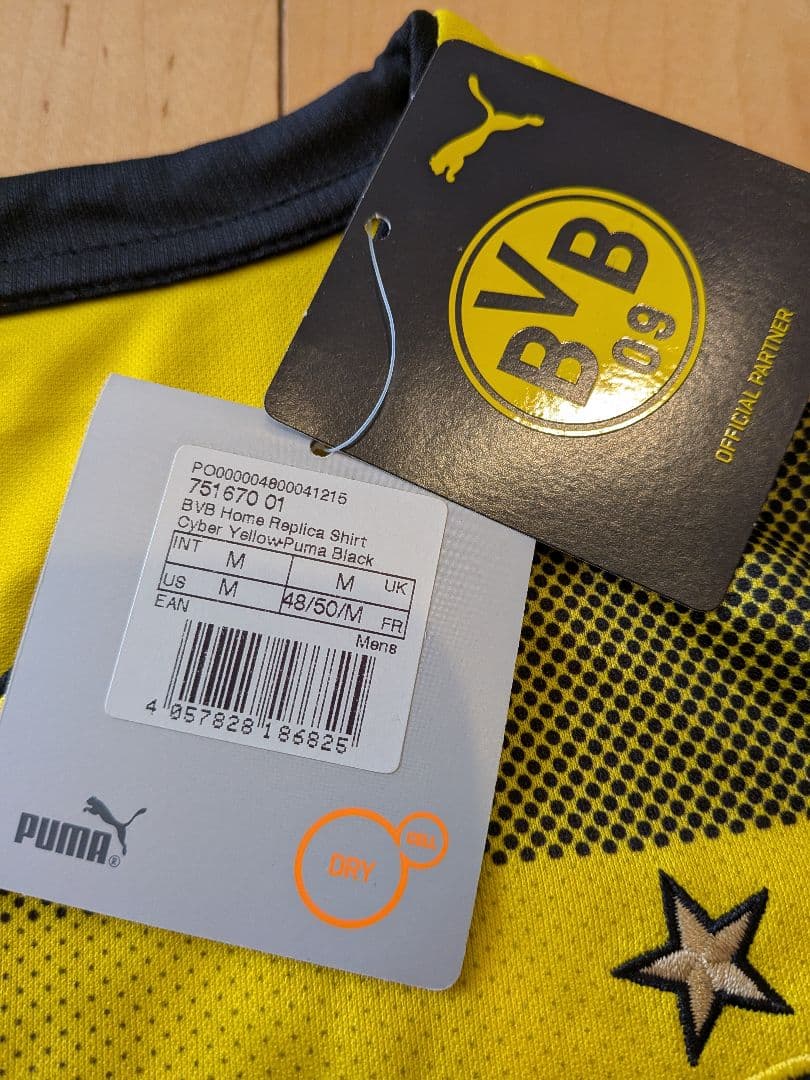 BVB
09
OFFICIAL PARTNER
PO000004800041215
751670 01
BVB Home Replica Shirt
Cyber Yellow-Puma Black
INT M M UK
US M 48/50/M FR
EAN Mens
4 057828 186825
PUMA®
DRY CELL